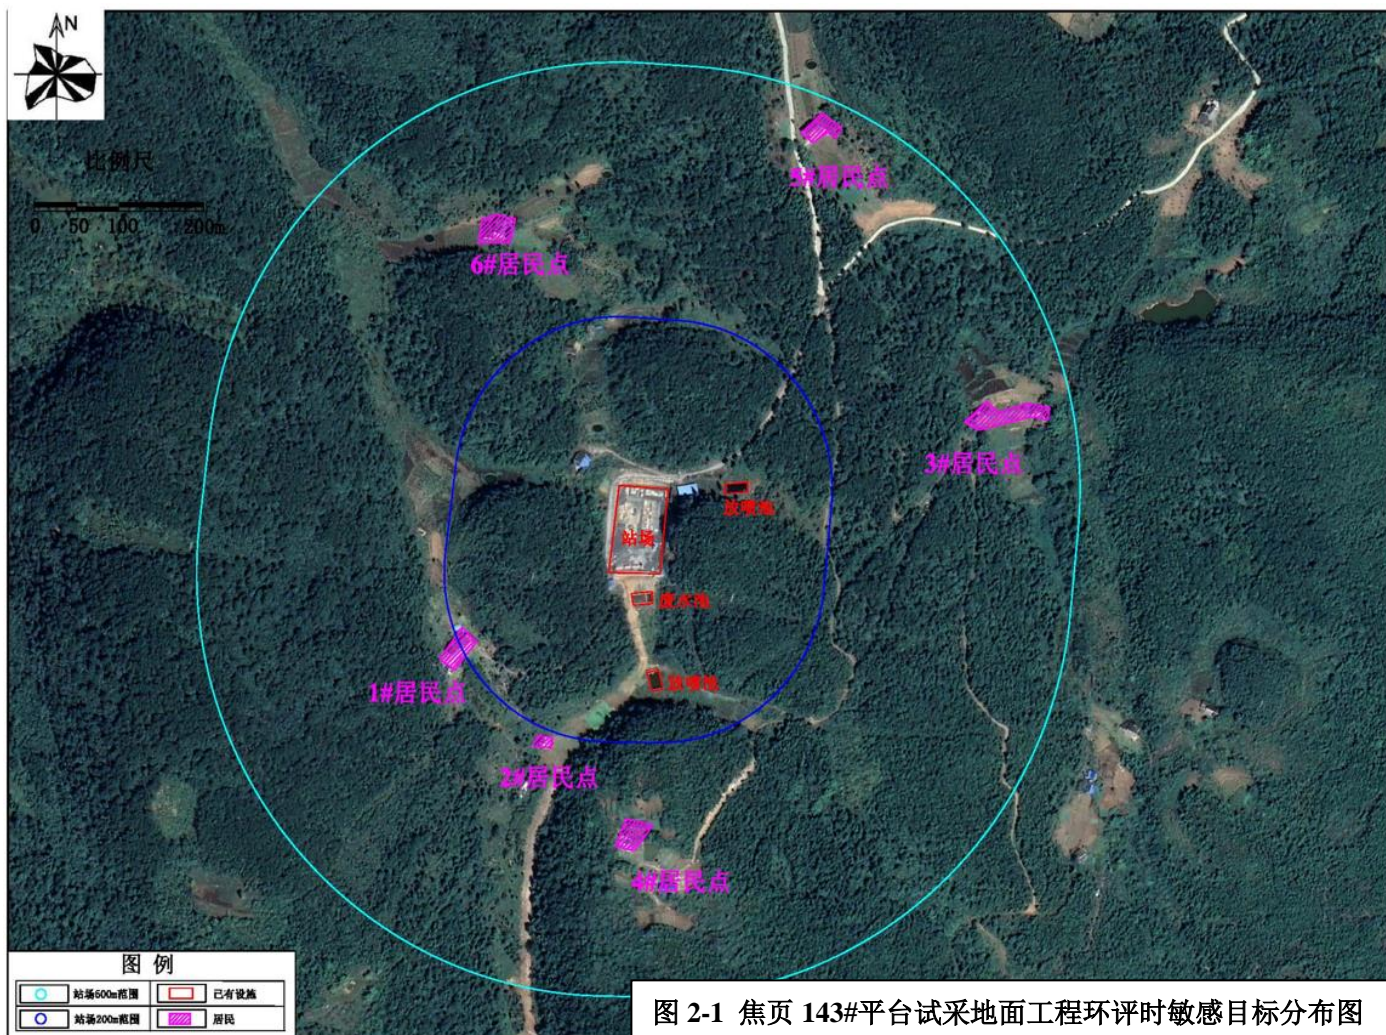 N
比例尺
0 50 100 200m
5#居民点
6#居民点
3#居民点
放喷池
站场
废水池
放喷池
1#居民点
2#居民点
4#居民点
图 例
站场500m范围
已有设施
站场200m范围
居民
图 2-1 焦页 143#平台试采地面工程环评时敏感目标分布图